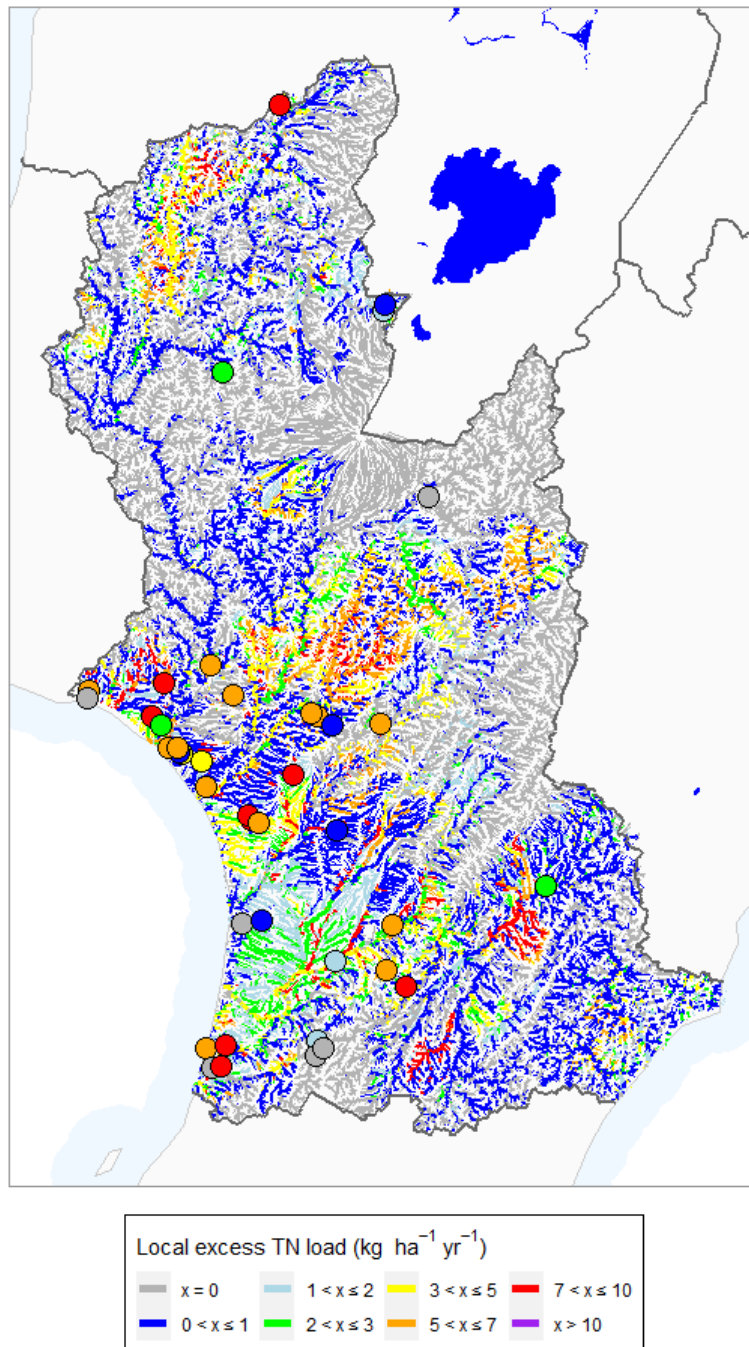 Local excess TN load (kg ha⁻¹ yr⁻¹)
x = 0 1 < x ≤ 2 3 < x ≤ 5 7 < x ≤ 10
0 < x ≤ 1 2 < x ≤ 3 5 < x ≤ 7 x > 10